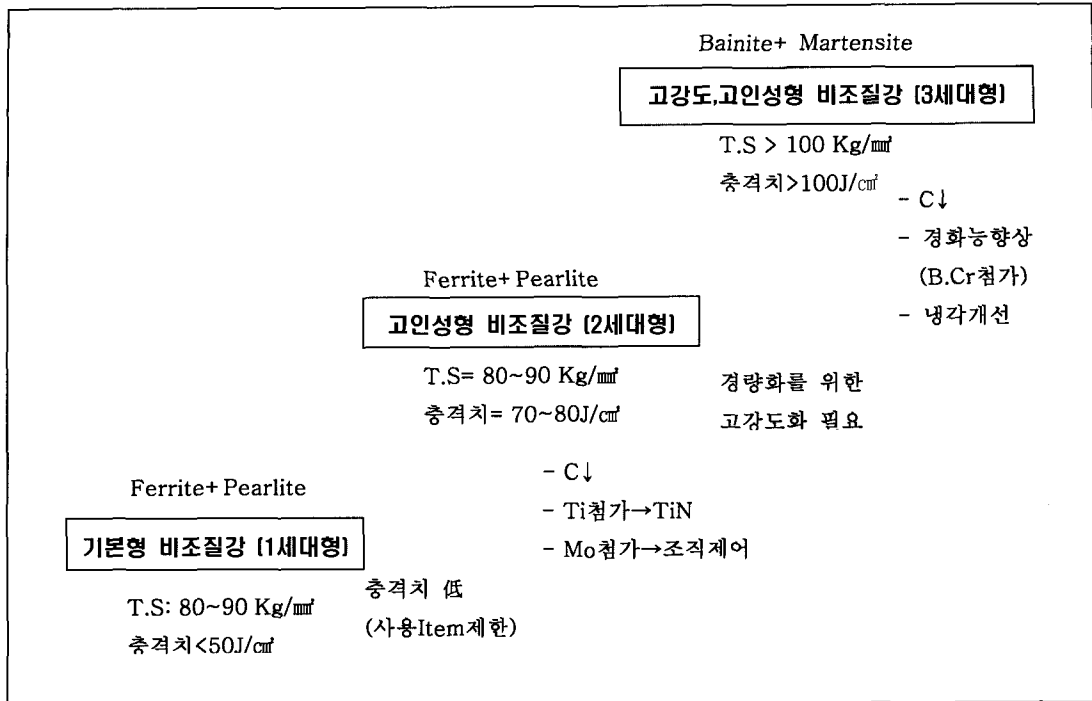 Bainite+ Martensite
고강도,고인성형 비조질강 (3세대형)
T.S > 100 Kg/㎟
충격치>100J/㎠
- C↓
- 경화능향상
(B.Cr첨가)
- 냉각개선
Ferrite+Pearlite
고인성형 비조질강 (2세대형)
T.S= 80~90 Kg/㎟
충격치= 70~80J/㎠
경량화를 위한
고강도화 필요
- C↓
- Ti첨가→TiN
- Mo첨가→조직제어
Ferrite+Pearlite
기본형 비조질강 (1세대형)
T.S: 80~90 Kg/㎟
충격치<50J/㎠
충격치 低
(사용Item제한)